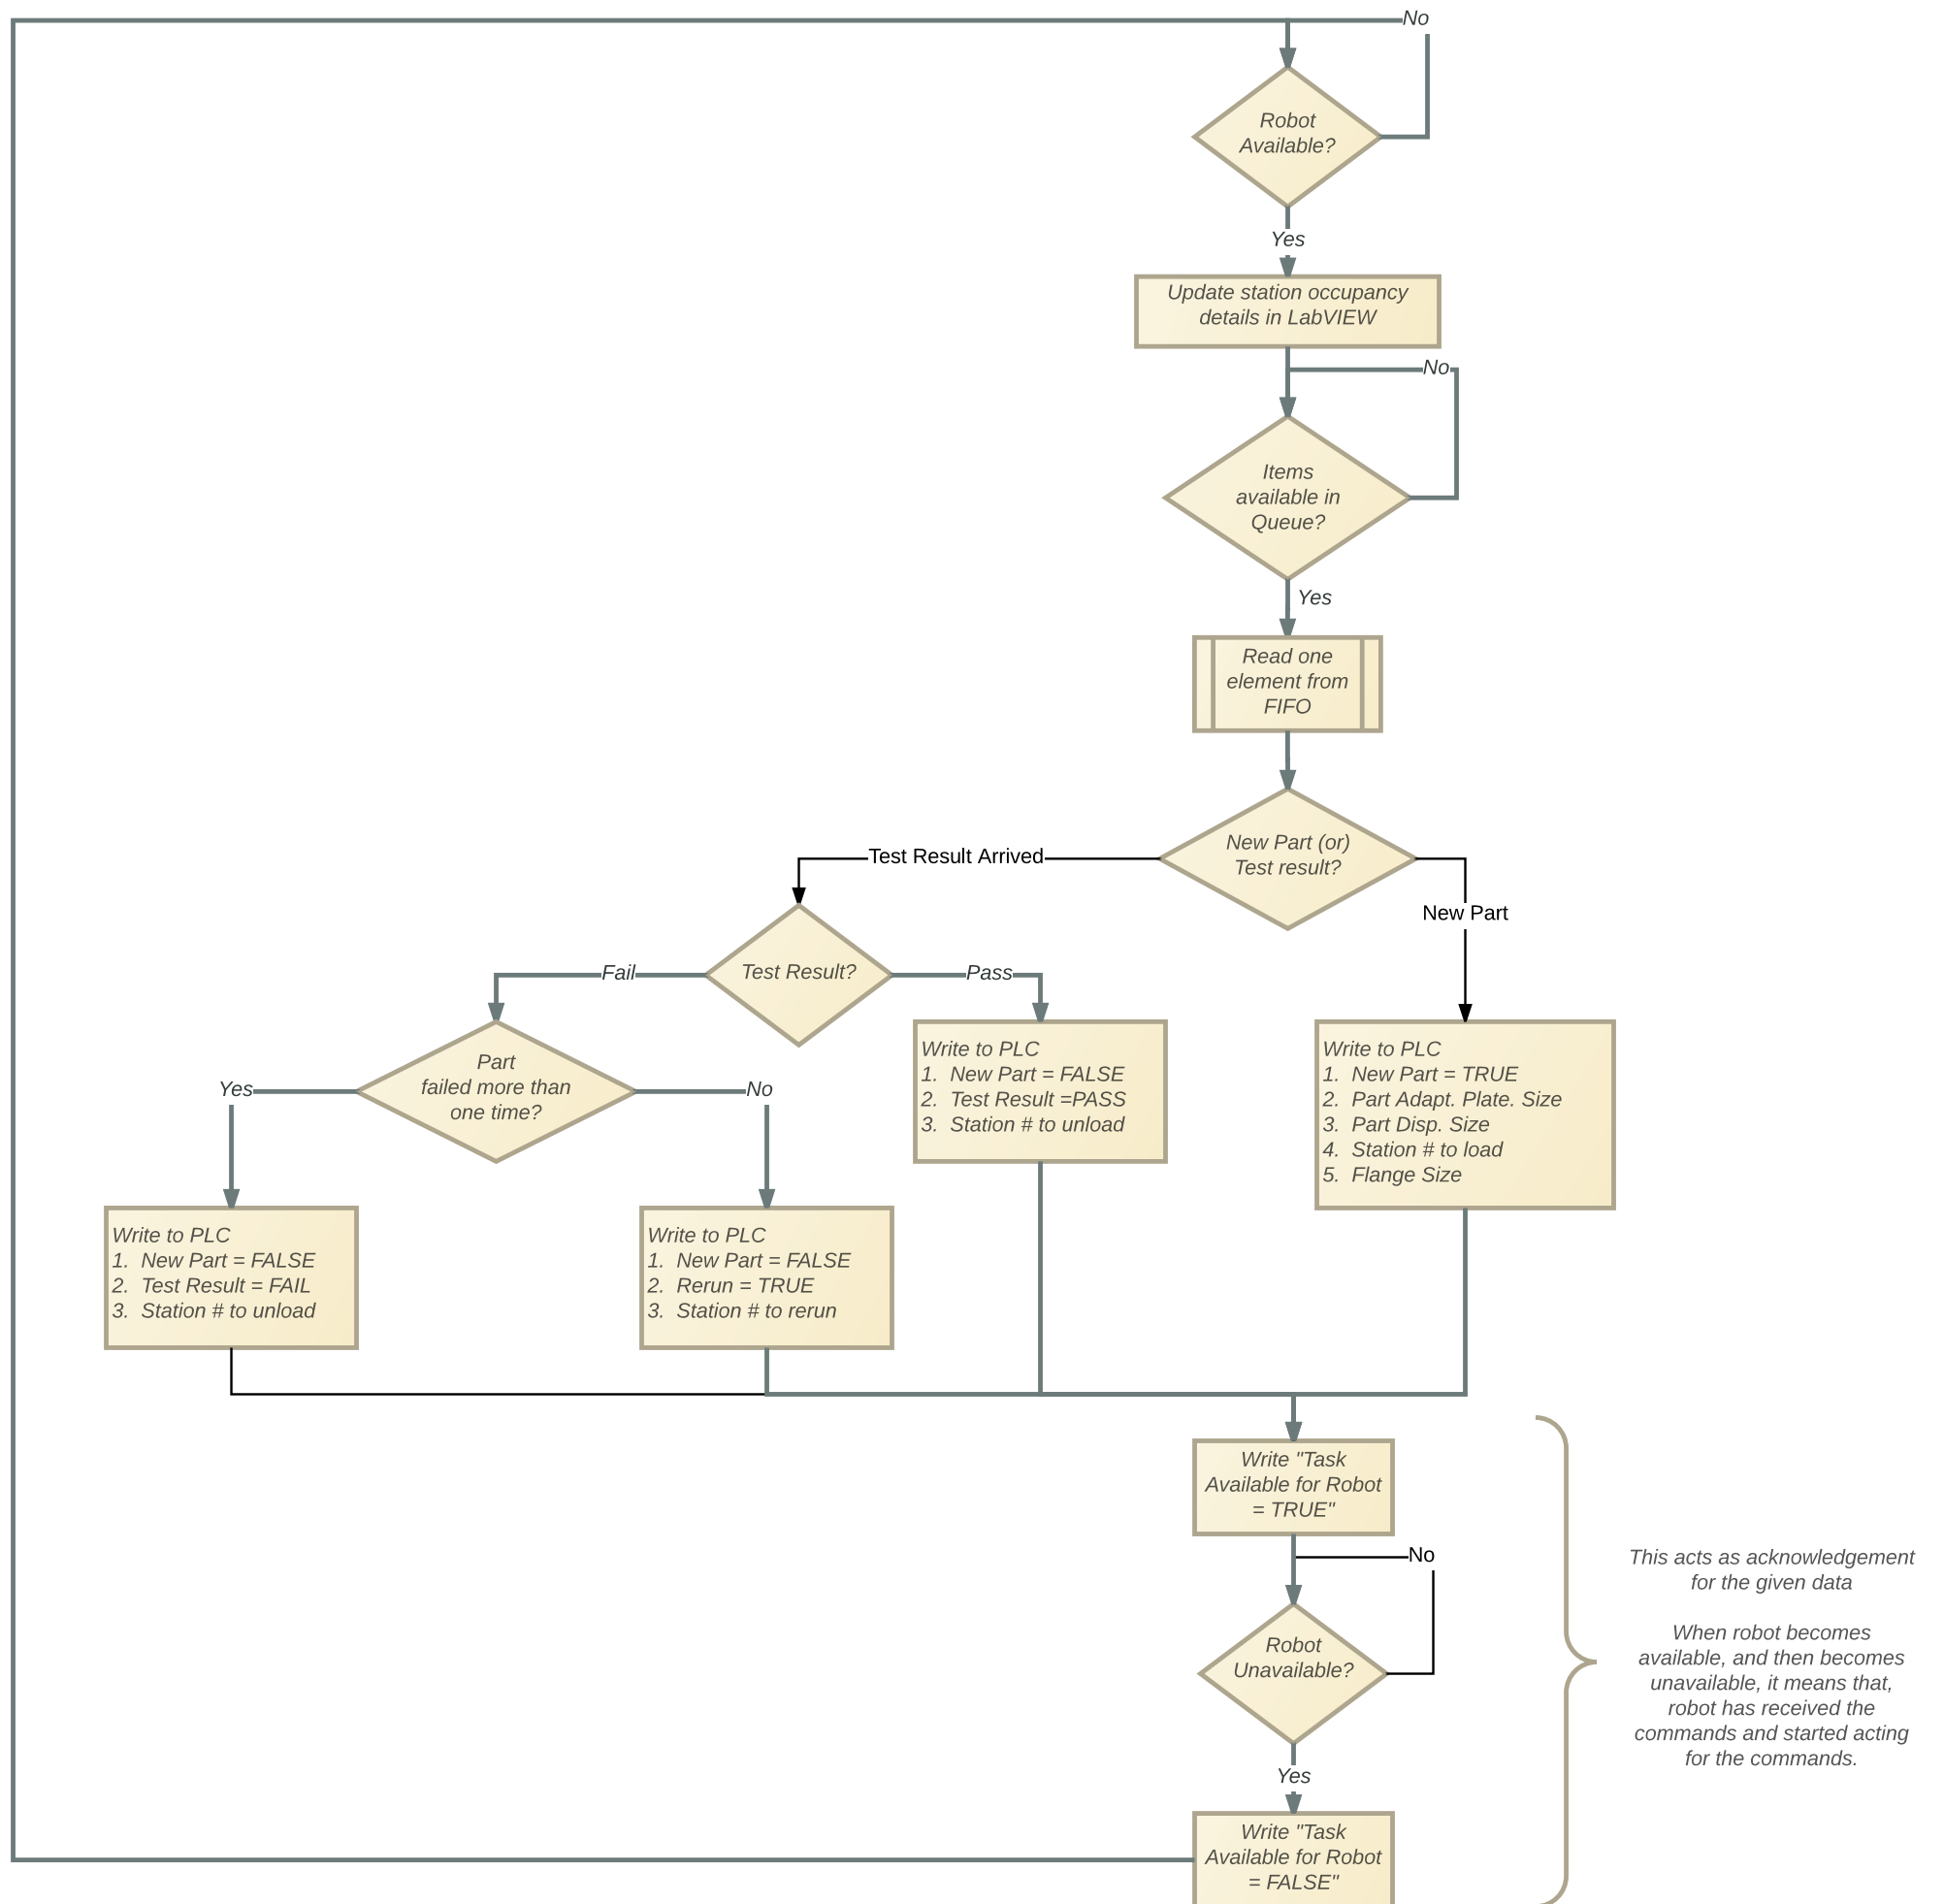 No
Robot
Available?
Yes
Update station occupancy
details in LabVIEW
No
Items
available in
Queue?
Yes
Read one
element from
FIFO
New Part (or)
Test result?
Test Result Arrived
New Part
Test Result?
Fail
Pass
Part
failed more than
one time?
Yes
No
Write to PLC
1. New Part = FALSE
2. Test Result =PASS
3. Station # to unload
Write to PLC
1. New Part = TRUE
2. Part Adapt. Plate. Size
3. Part Disp. Size
4. Station # to load
5. Flange Size
Write to PLC
1. New Part = FALSE
2. Test Result = FAIL
3. Station # to unload
Write to PLC
1. New Part = FALSE
2. Rerun = TRUE
3. Station # to rerun
Write "Task
Available for Robot
= TRUE"
No
Robot
Unavailable?
Yes
Write "Task
Available for Robot
= FALSE"
This acts as acknowledgement
for the given data
When robot becomes
available, and then becomes
unavailable, it means that,
robot has received the
commands and started acting
for the commands.